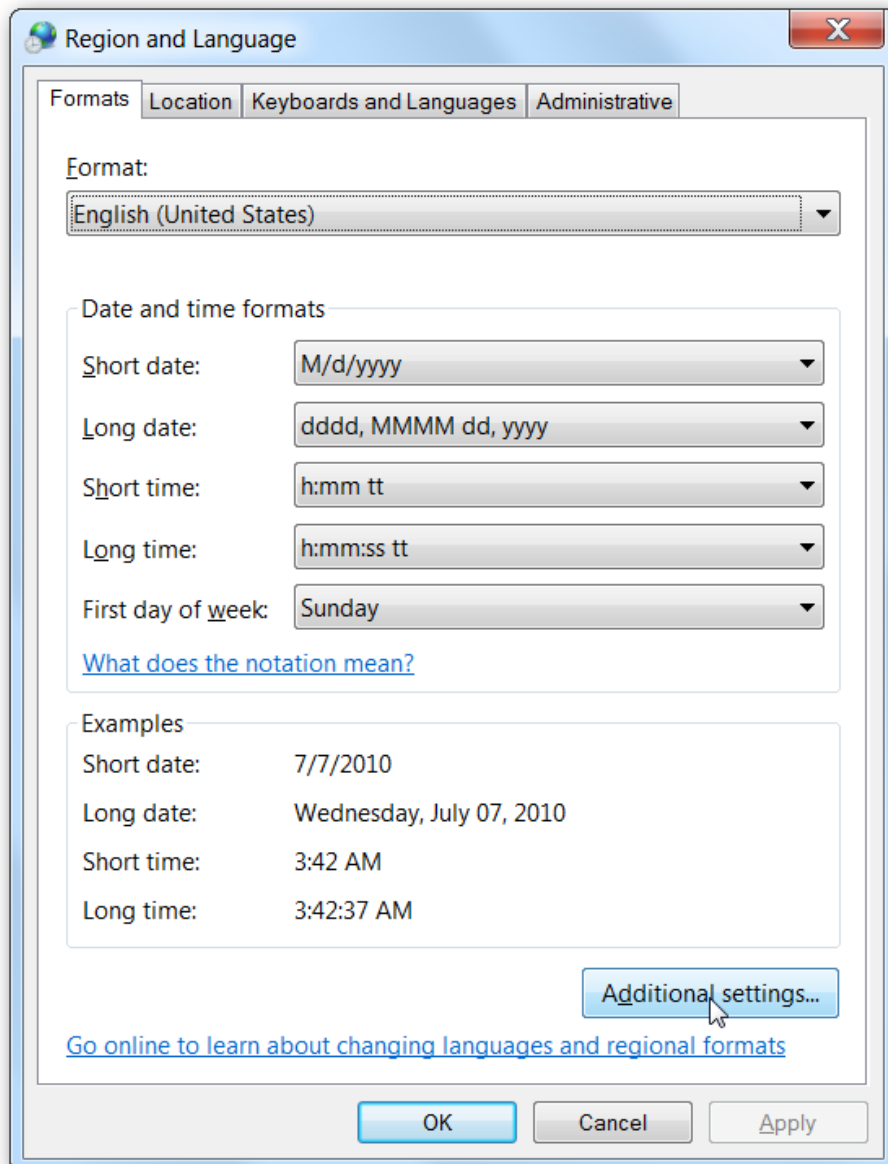 Region and Language
Formats Location Keyboards and Languages Administrative
Format:
English (United States)
Date and time formats
Short date: M/d/yyyy
Long date: dddd, MMMM dd, yyyy
Short time: h:mm tt
Long time: h:mm:ss tt
First day of week: Sunday
What does the notation mean?
Examples
Short date: 7/7/2010
Long date: Wednesday, July 07, 2010
Short time: 3:42 AM
Long time: 3:42:37 AM
Additional settings...
Go online to learn about changing languages and regional formats
OK Cancel Apply